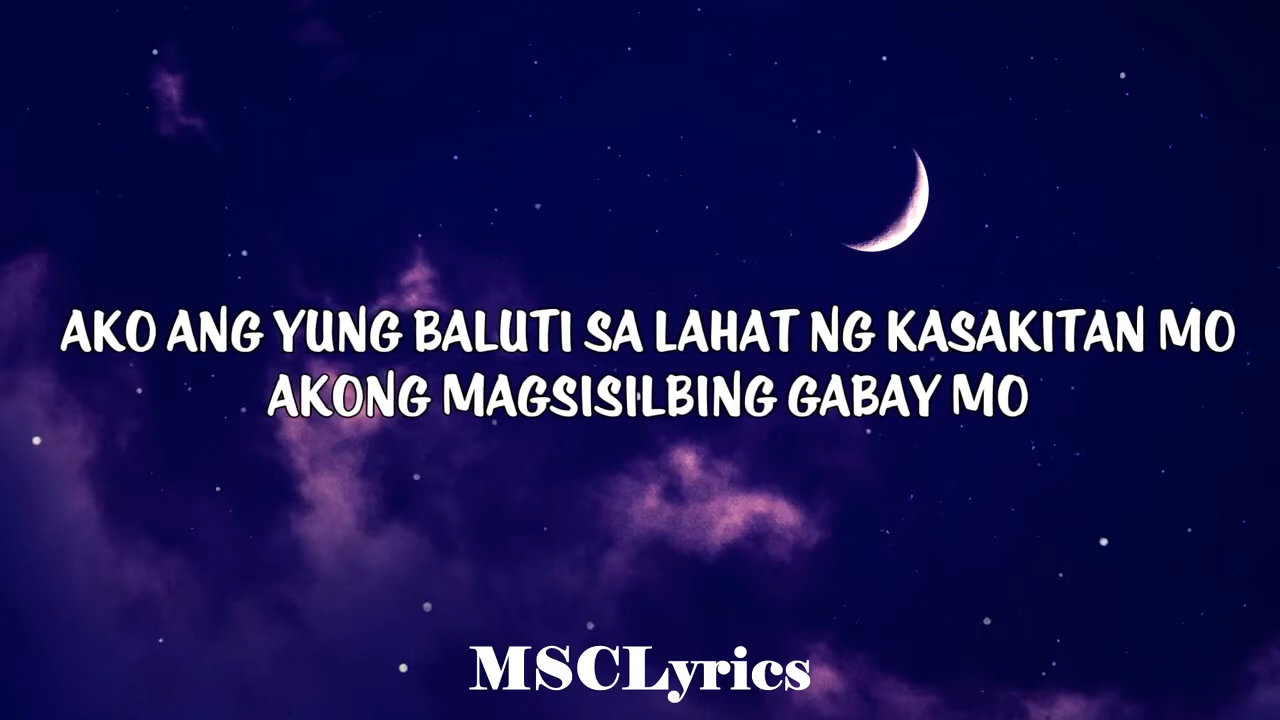 AKO ANG YUNG BALUTI SA LAHAT NG KASAKITAN MO
AKONG MAGSISILBING GABAY MO
MSCLyrics